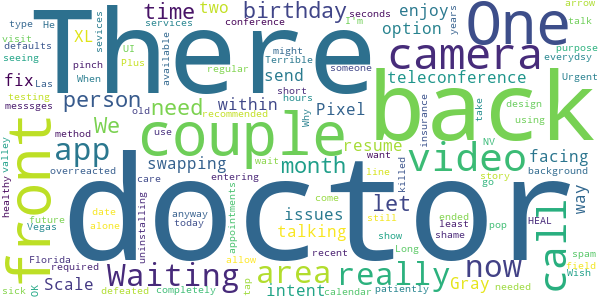 type
He
There
time
two
birthday
enjoy
One
years
services
conference
seconds
I'm
atar
talk
visit
seeing
defaults
UI
XL
sevices
available
might
Terrible
option
send
camera
When
Plus
regular
someone
purpose
everydsy
fix
Las
pinch
teleconference
Urgent
testing
messsges
person
old
within
short
hours
need
recommended
Pixel
back
front
We
couple
Why
insurance
take
design
using
method
use
resume
app
swapping
wait
want
video
NV
facing
healthy
valley
overreacted
month
line
killed
story
go
background
doctor
care
entering
let
call
way
uninstalling
issues
come
ended
pop
HEAL
future
date
anyway
today
appointments
talking
still
least
shame
Vegas
alone
show
recent
Long
Florida
Waiting
area
really
now
spam
OK
required
allow
calendar
patiently
field
sick
Scale
defeated
completely
tap
intent
Gray
needed
Wish